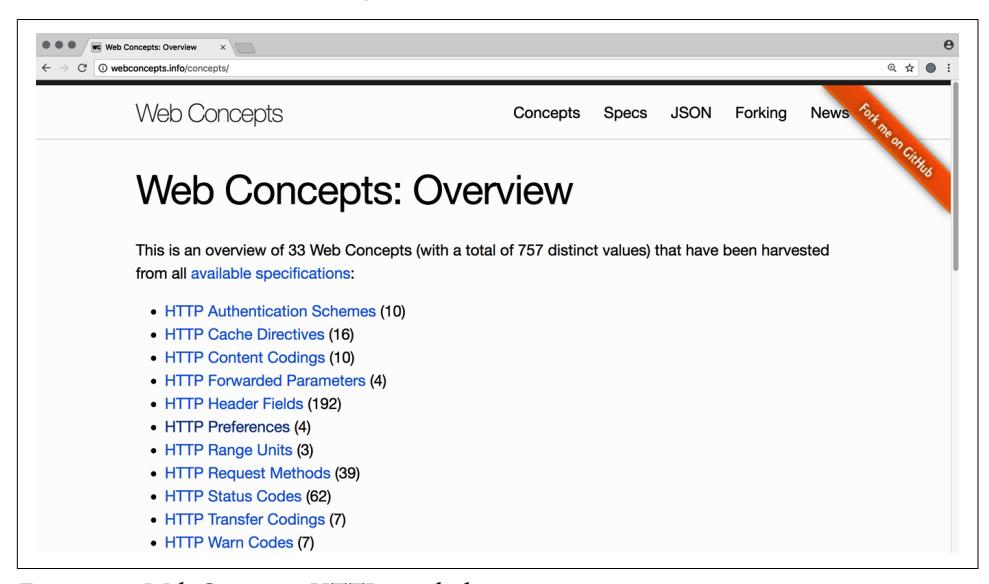 Web Concepts: Overview
webconcepts.info/concepts/
Web Concepts
Concepts Specs JSON Forking News
Fork me on GitHub
Web Concepts: Overview
This is an overview of 33 Web Concepts (with a total of 757 distinct values) that have been harvested
from all available specifications:
• HTTP Authentication Schemes (10)
• HTTP Cache Directives (16)
• HTTP Content Codings (10)
• HTTP Forwarded Parameters (4)
• HTTP Header Fields (192)
• HTTP Preferences (4)
• HTTP Range Units (3)
• HTTP Request Methods (39)
• HTTP Status Codes (62)
• HTTP Transfer Codings (7)
• HTTP Warn Codes (7)